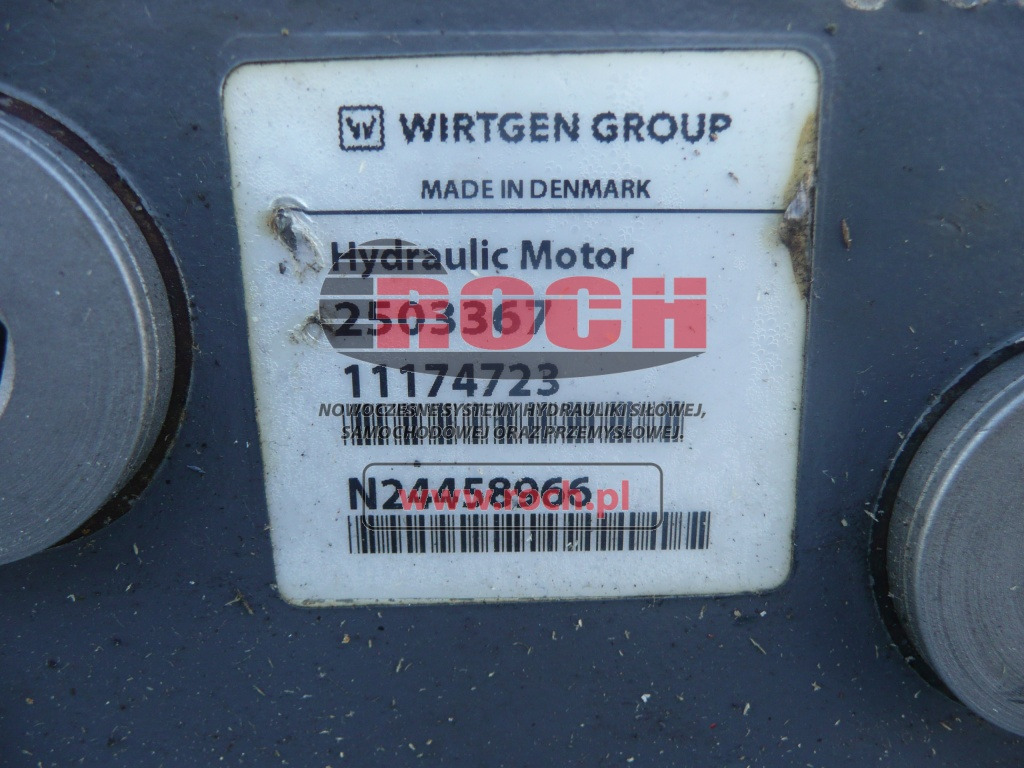 W WIRTGEN GROUP
MADE IN DENMARK
Hydraulic Motor
2503367
ROCH
11174723
NOWOCZESNE SYSTEMY HYDRAULIKI SIŁOWEJ,
SAMOCHODOWEJ ORAZ PRZEMYSŁOWEJ.
N24458966
www.roch.pl